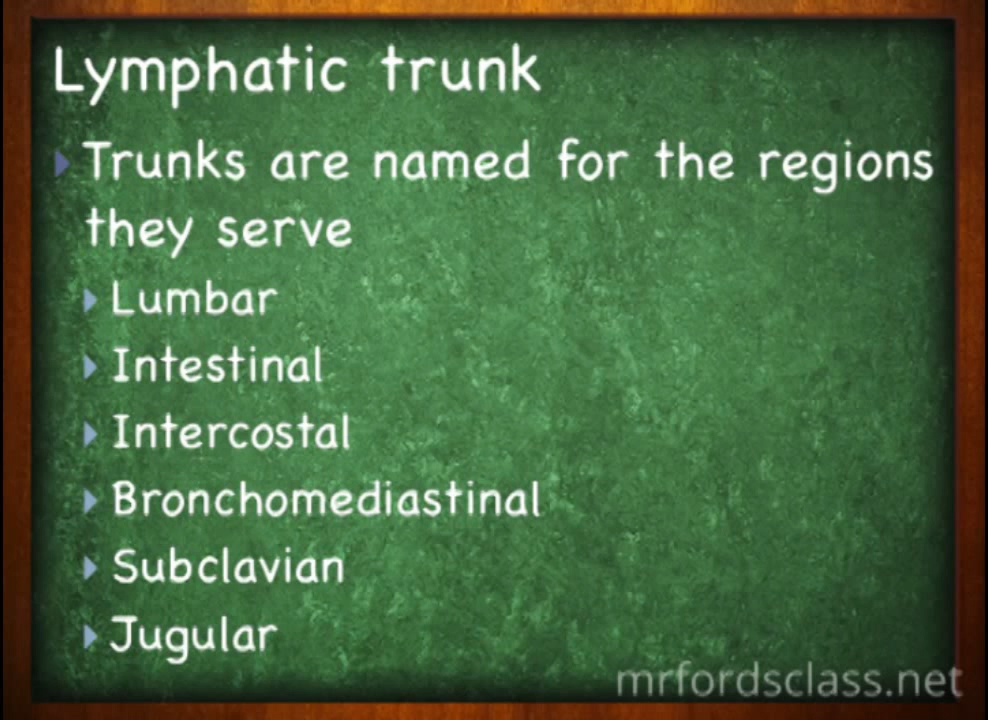 Lymphatic trunk
Trunks are named for the regions
they serve
Lumbar
Intestinal
Intercostal
Bronchomediastinal
Subclavian
Jugular
mrfordsclass.net